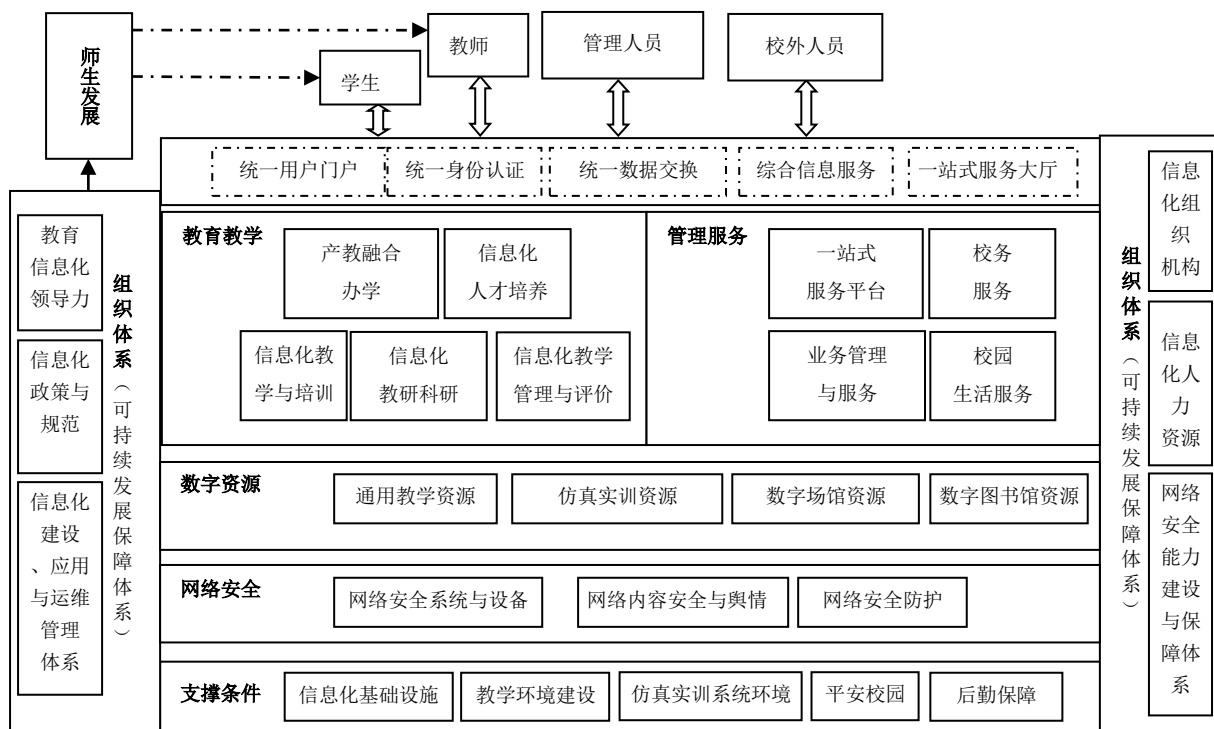 师生发展
教师
管理人员
校外人员
学生
统一用户门户
统一身份认证
统一数据交换
综合信息服务
一站式服务大厅
教育
信息化
领导力
信息化
政策与
规范
信息化
建设
、应用
与运维
管理
体系
组织体系（可持续发展保障体系）
教育教学
产教融合
办学
信息化
人才培养
信息化教
学与培训
信息化
教研科研
信息化教学
管理与评价
管理服务
一站式
服务平台
校务
服务
业务管理
与服务
校园
生活服务
数字资源
通用教学资源
仿真实训资源
数字场馆资源
数字图书馆资源
网络安全
网络安全系统与设备
网络内容安全与舆情
网络安全防护
支撑条件
信息化基础设施
教学环境建设
仿真实训系统环境
平安校园
后勤保障
组织体系（可持续发展保障体系）
信息
化组
织
机构
信息
化人
力
资源
网络
安全
能力
建设
与保
障体
系